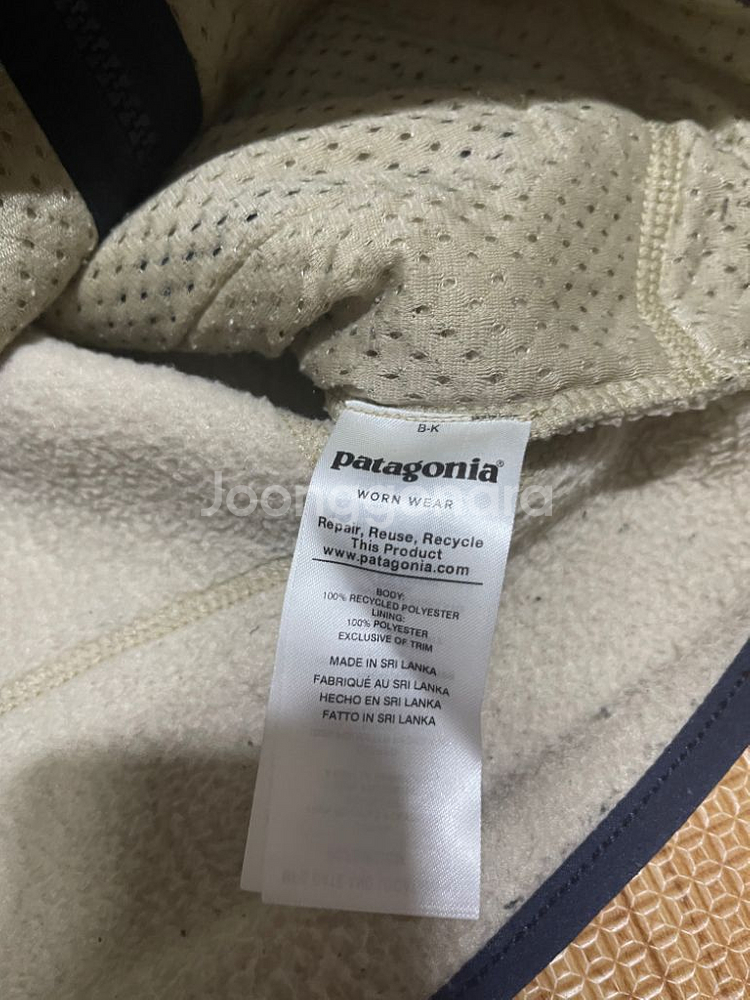 B-K
patagonia®
WORN WEAR
Joonggonara
Repair, Reuse, Recycle
This Product
www.patagonia.com
BODY:
100% RECYCLED POLYESTER
LINING:
100% POLYESTER
EXCLUSIVE OF TRIM
MADE IN SRI LANKA
FABRIQUÉ AU SRI LANKA
HECHO EN SRI LANKA
FATTO IN SRI LANKA